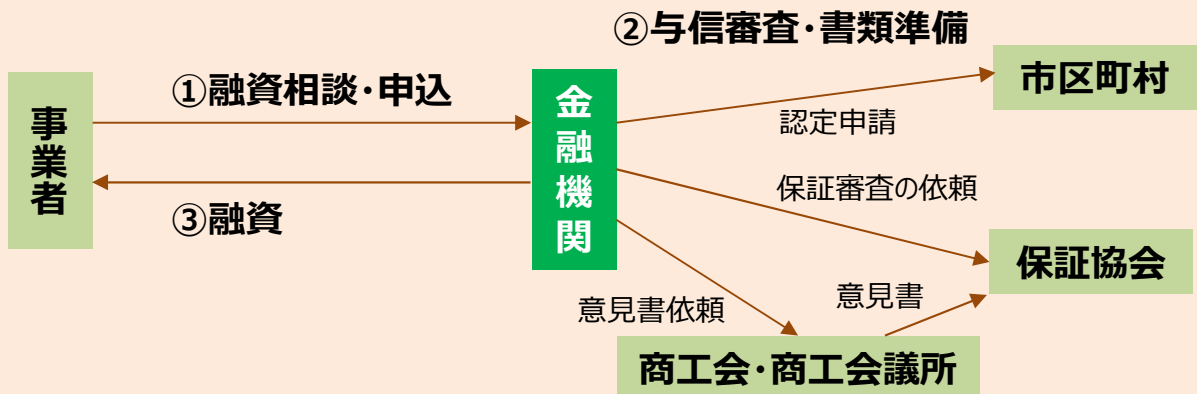 ②与信審査・書類準備
①融資相談・申込
事業者
金融機関
市区町村
認定申請
保証審査の依頼
③融資
保証協会
意見書依頼
意見書
商工会・商工会議所